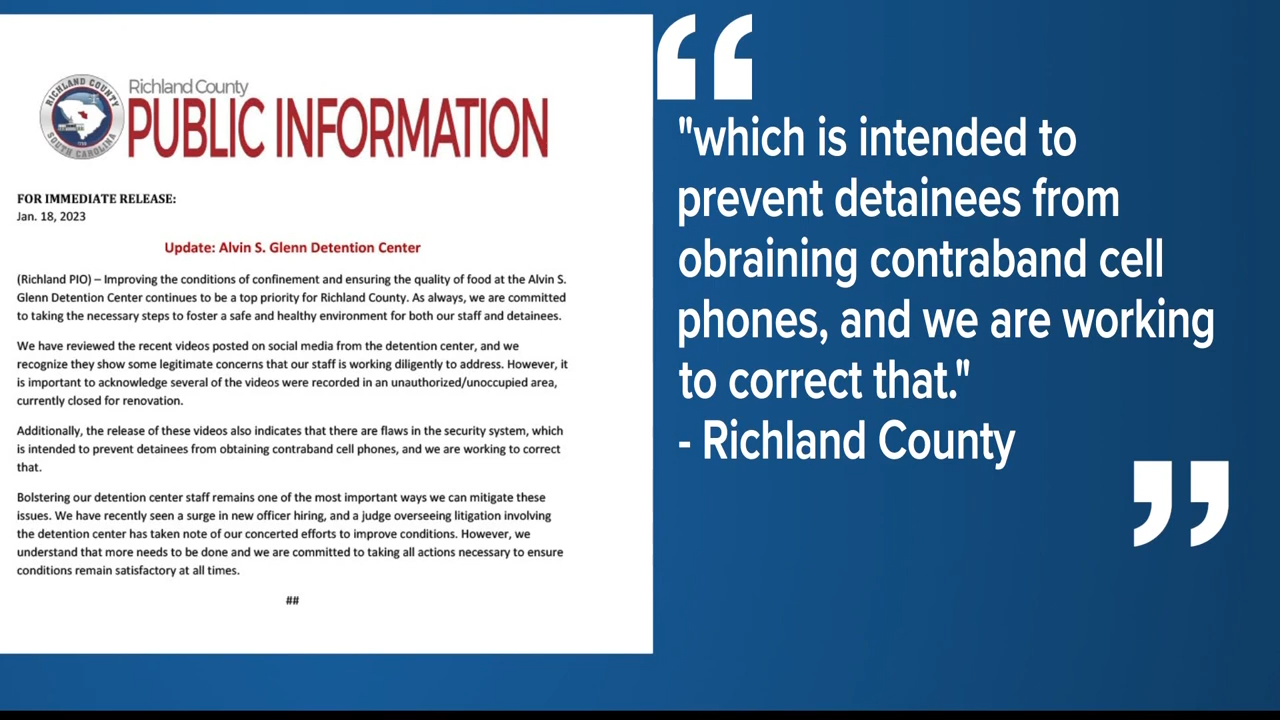 RICHLAND COUNTY
SOUTH CAROLINA
Richland County
PUBLIC INFORMATION
FOR IMMEDIATE RELEASE:
Jan. 18, 2023
Update: Alvin S. Glenn Detention Center
(Richland PIO) – Improving the conditions of confinement and ensuring the quality of food at the Alvin S.
Glenn Detention Center continues to be a top priority for Richland County. As always, we are committed
to taking the necessary steps to foster a safe and healthy environment for both our staff and detainees.
We have reviewed the recent videos posted on social media from the detention center, and we
recognize they show some legitimate concerns that our staff is working diligently to address. However, it
is important to acknowledge several of the videos were recorded in an unauthorized/unoccupied area,
currently closed for renovation.
Additionally, the release of these videos also indicates that there are flaws in the security system, which
is intended to prevent detainees from obtaining contraband cell phones, and we are working to correct
that.
Bolstering our detention center staff remains one of the most important ways we can mitigate these
issues. We have recently seen a surge in new officer hiring, and a judge overseeing litigation involving
the detention center has taken note of our concerted efforts to improve conditions. However, we
understand that more needs to be done and we are committed to taking all actions necessary to ensure
conditions remain satisfactory at all times.
##
“
"which is intended to
prevent detainees from
obraining contraband cell
phones, and we are working
to correct that."
- Richland County
”